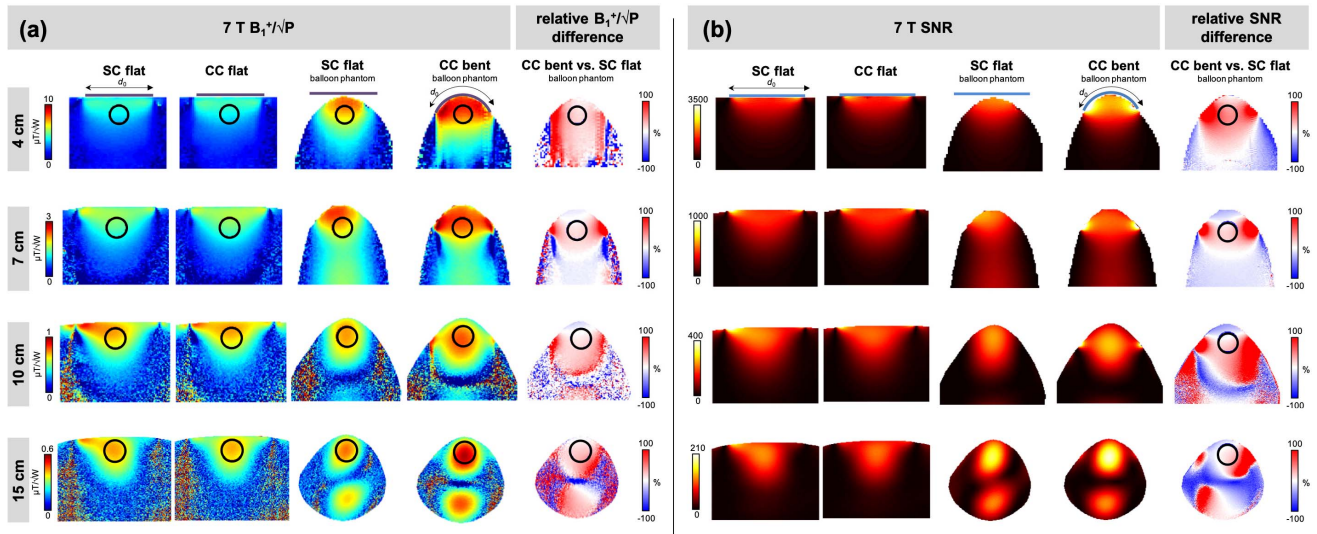 (a)
7 T B₁⁺/√P
relative B₁⁺/√P
difference
SC flat
d₀
CC flat
SC flat
balloon phantom
CC bent
balloon phantom
d₀
CC bent vs. SC flat
balloon phantom
4 cm
10
µT/√W
0
100
%
-100
7 cm
3
µT/√W
0
100
%
-100
10 cm
1
µT/√W
0
100
%
-100
15 cm
0.6
µT/√W
0
100
%
-100
(b)
7 T SNR
relative SNR
difference
SC flat
d₀
CC flat
SC flat
balloon phantom
CC bent
balloon phantom
d₀
CC bent vs. SC flat
balloon phantom
3500
0
100
%
-100
1000
0
100
%
-100
400
0
100
%
-100
210
0
100
%
-100